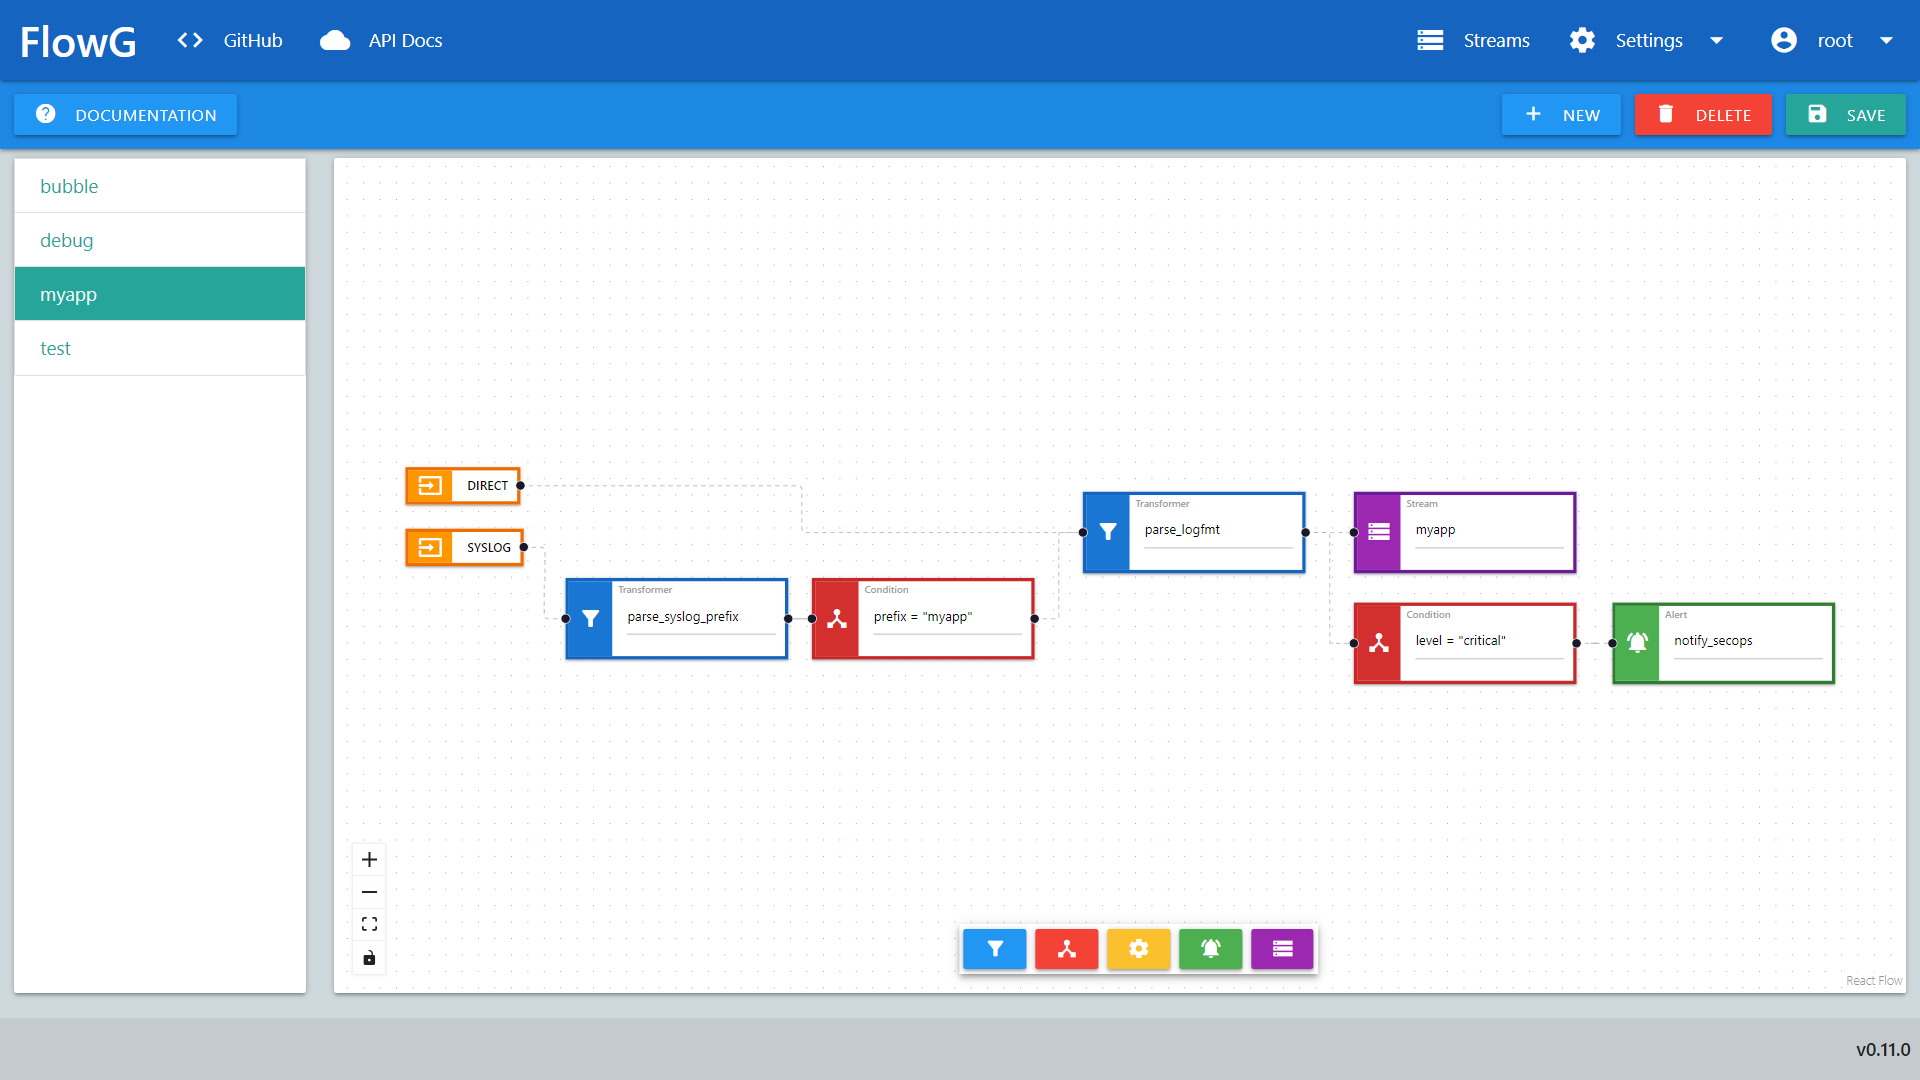 FlowG
GitHub
API Docs
Streams
Settings
root
DOCUMENTATION
NEW
DELETE
SAVE
bubble
debug
myapp
test
DIRECT
SYSLOG
Transformer
parse_syslog_prefix
Condition
prefix = "myapp"
Transformer
parse_logfmt
Stream
myapp
Condition
level = "critical"
Alert
notify_secops
React Flow
v0.11.0